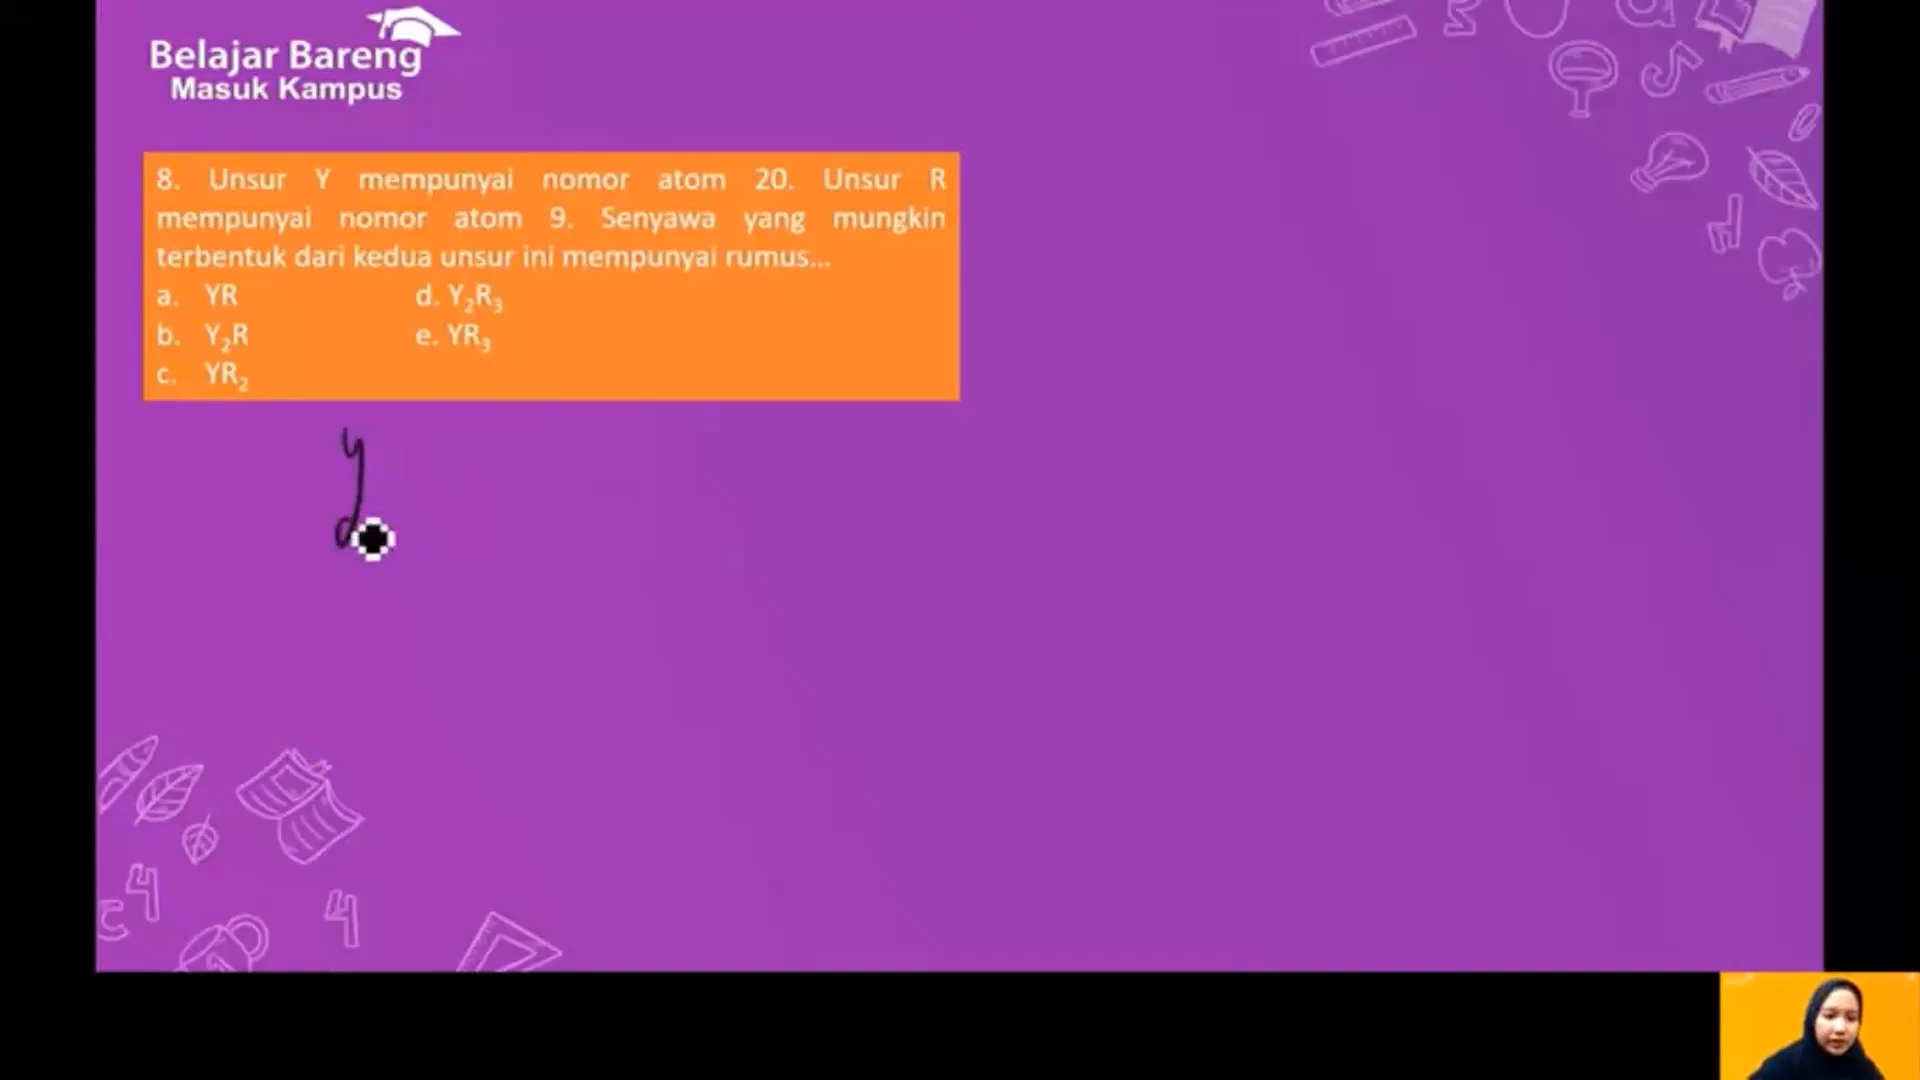 Belajar Bareng
Masuk Kampus
8. Unsur Y mempunyai nomor atom 20. Unsur R
mempunyai nomor atom 9. Senyawa yang mungkin
terbentuk dari kedua unsur ini mempunyai rumus...
a. YR
b. Y₂R
c. YR₂
d. Y₂R₃
e. YR₃
y